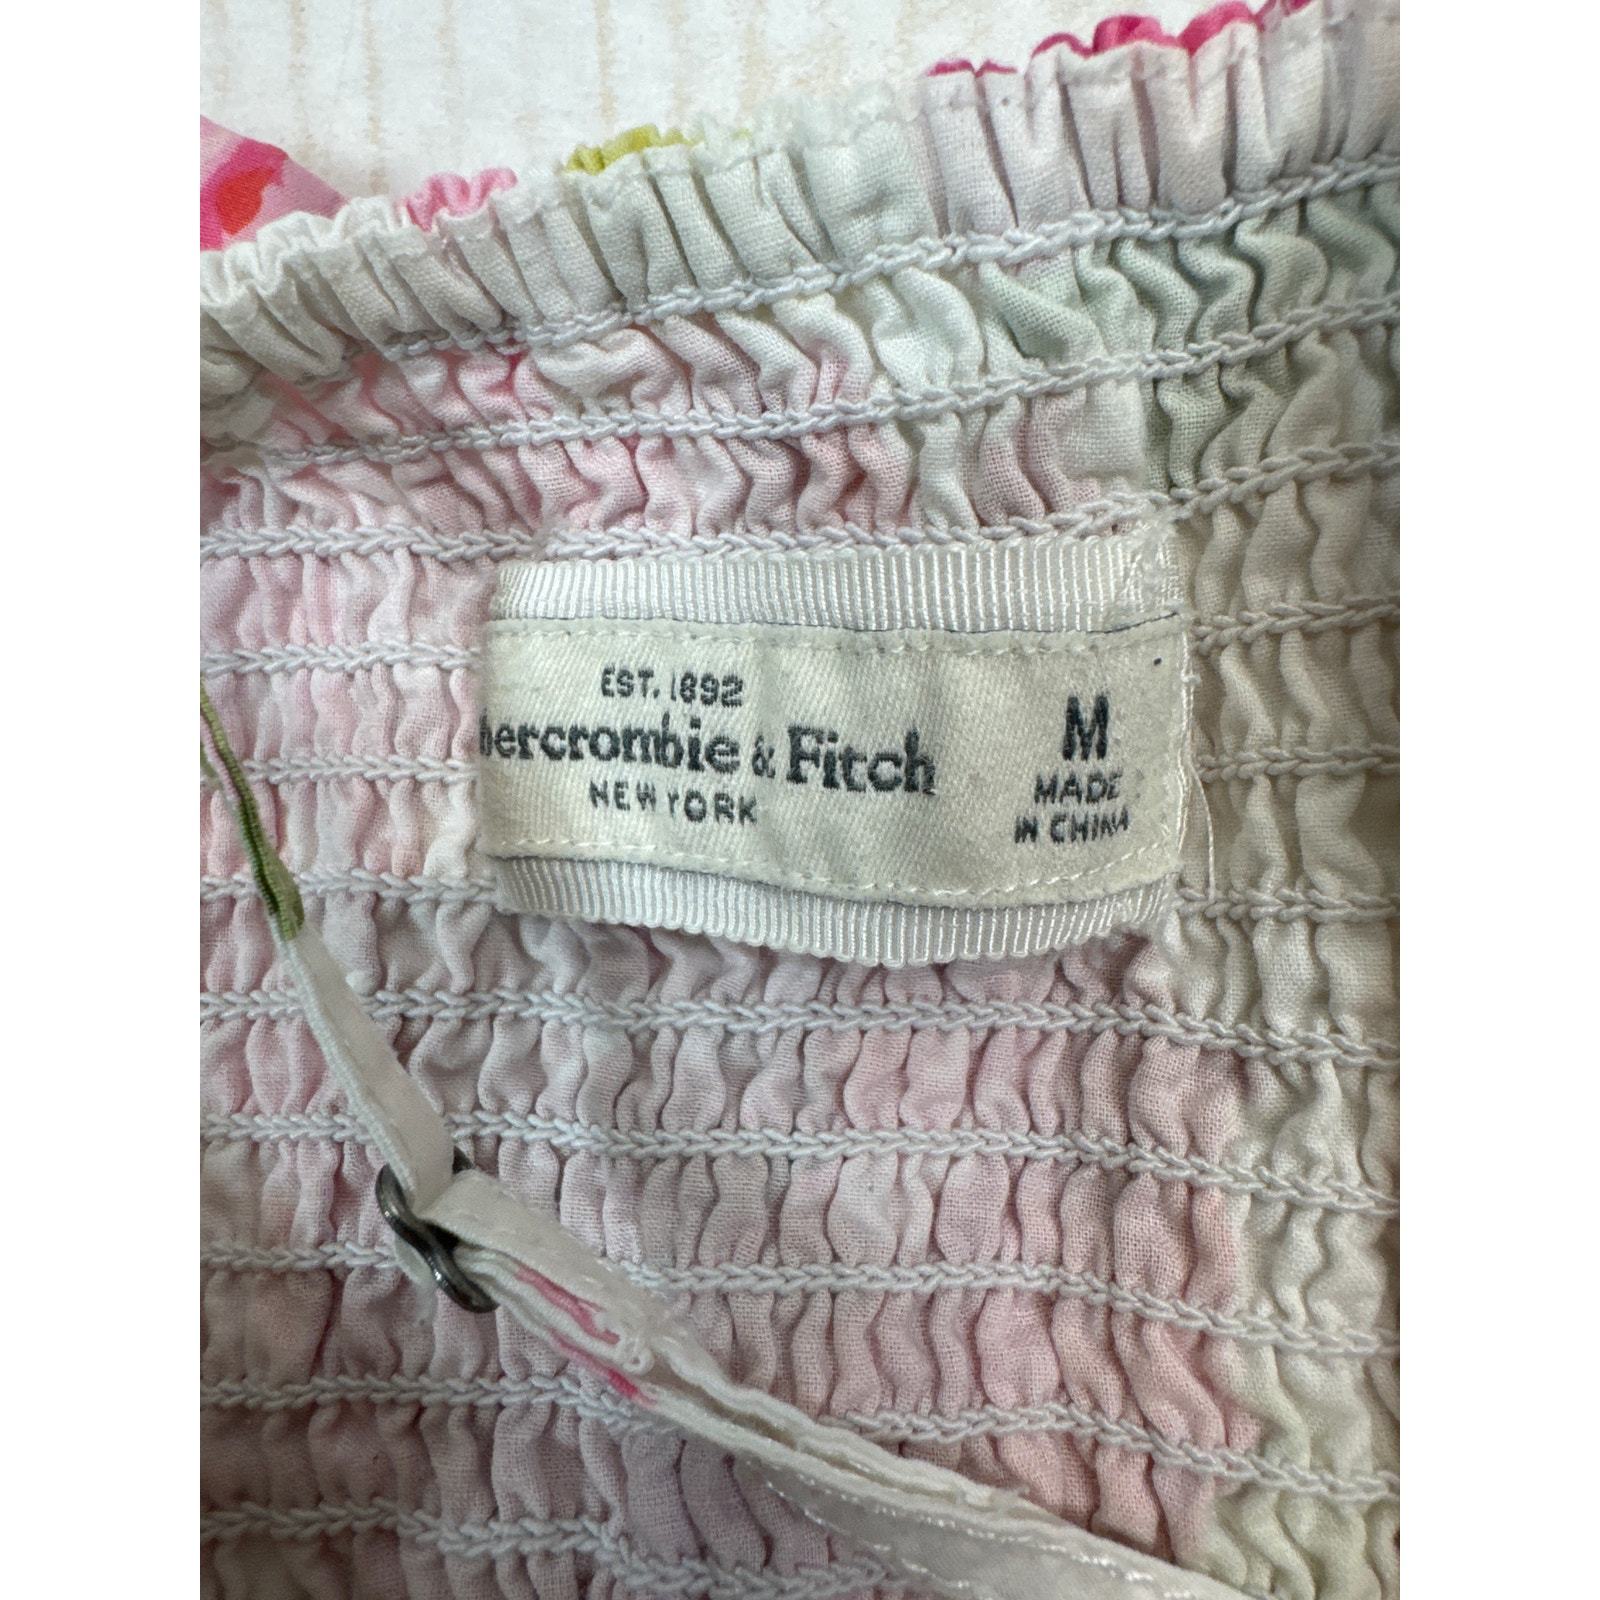 EST. 1892
bercrombie & Fitch
NEW YORK
M
MADE
IN CHINA